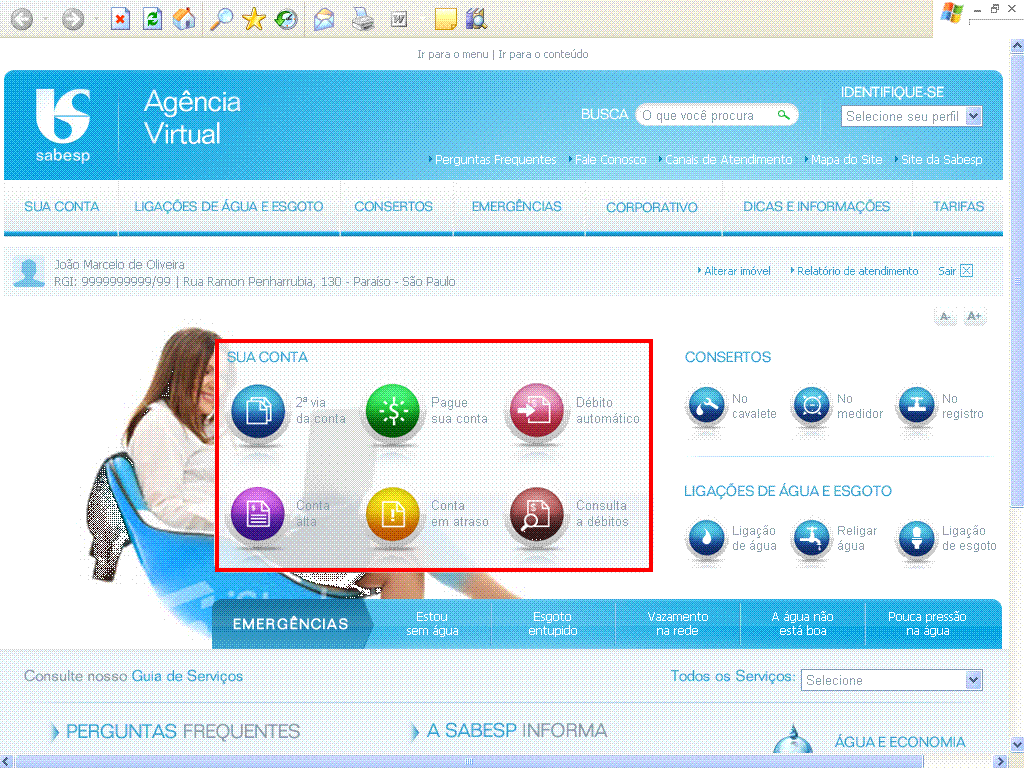 Ir para o menu | Ir para o conteúdo
sabesp
Agência
Virtual
BUSCA
O que você procura
IDENTIFIQUE-SE
Selecione seu perfil
Perguntas Frequentes
Fale Conosco
Canais de Atendimento
Mapa do Site
Site da Sabesp
SUA CONTA
LIGAÇÕES DE ÁGUA E ESGOTO
CONSERTOS
EMERGÊNCIAS
CORPORATIVO
DICAS E INFORMAÇÕES
TARIFAS
João Marcelo de Oliveira
RGI: 9999999999/99 | Rua Ramon Penharrubia, 130 - Paraíso - São Paulo
Alterar imóvel
Relatório de atendimento
Sair
A-
A+
SUA CONTA
2ª via
da conta
Pague
sua conta
Débito
automático
Conta
alta
Conta
em atraso
Consulta
a débitos
CONSERTOS
No
cavalete
No
medidor
No
registro
LIGAÇÕES DE ÁGUA E ESGOTO
Ligação
de água
Religar
água
Ligação
de esgoto
EMERGÊNCIAS
Estou
sem água
Esgoto
entupido
Vazamento
na rede
A água não
está boa
Pouca pressão
na água
Consulte nosso Guia de Serviços
Todos os Serviços:
Selecione
PERGUNTAS FREQUENTES
A SABESP INFORMA
ÁGUA E ECONOMIA